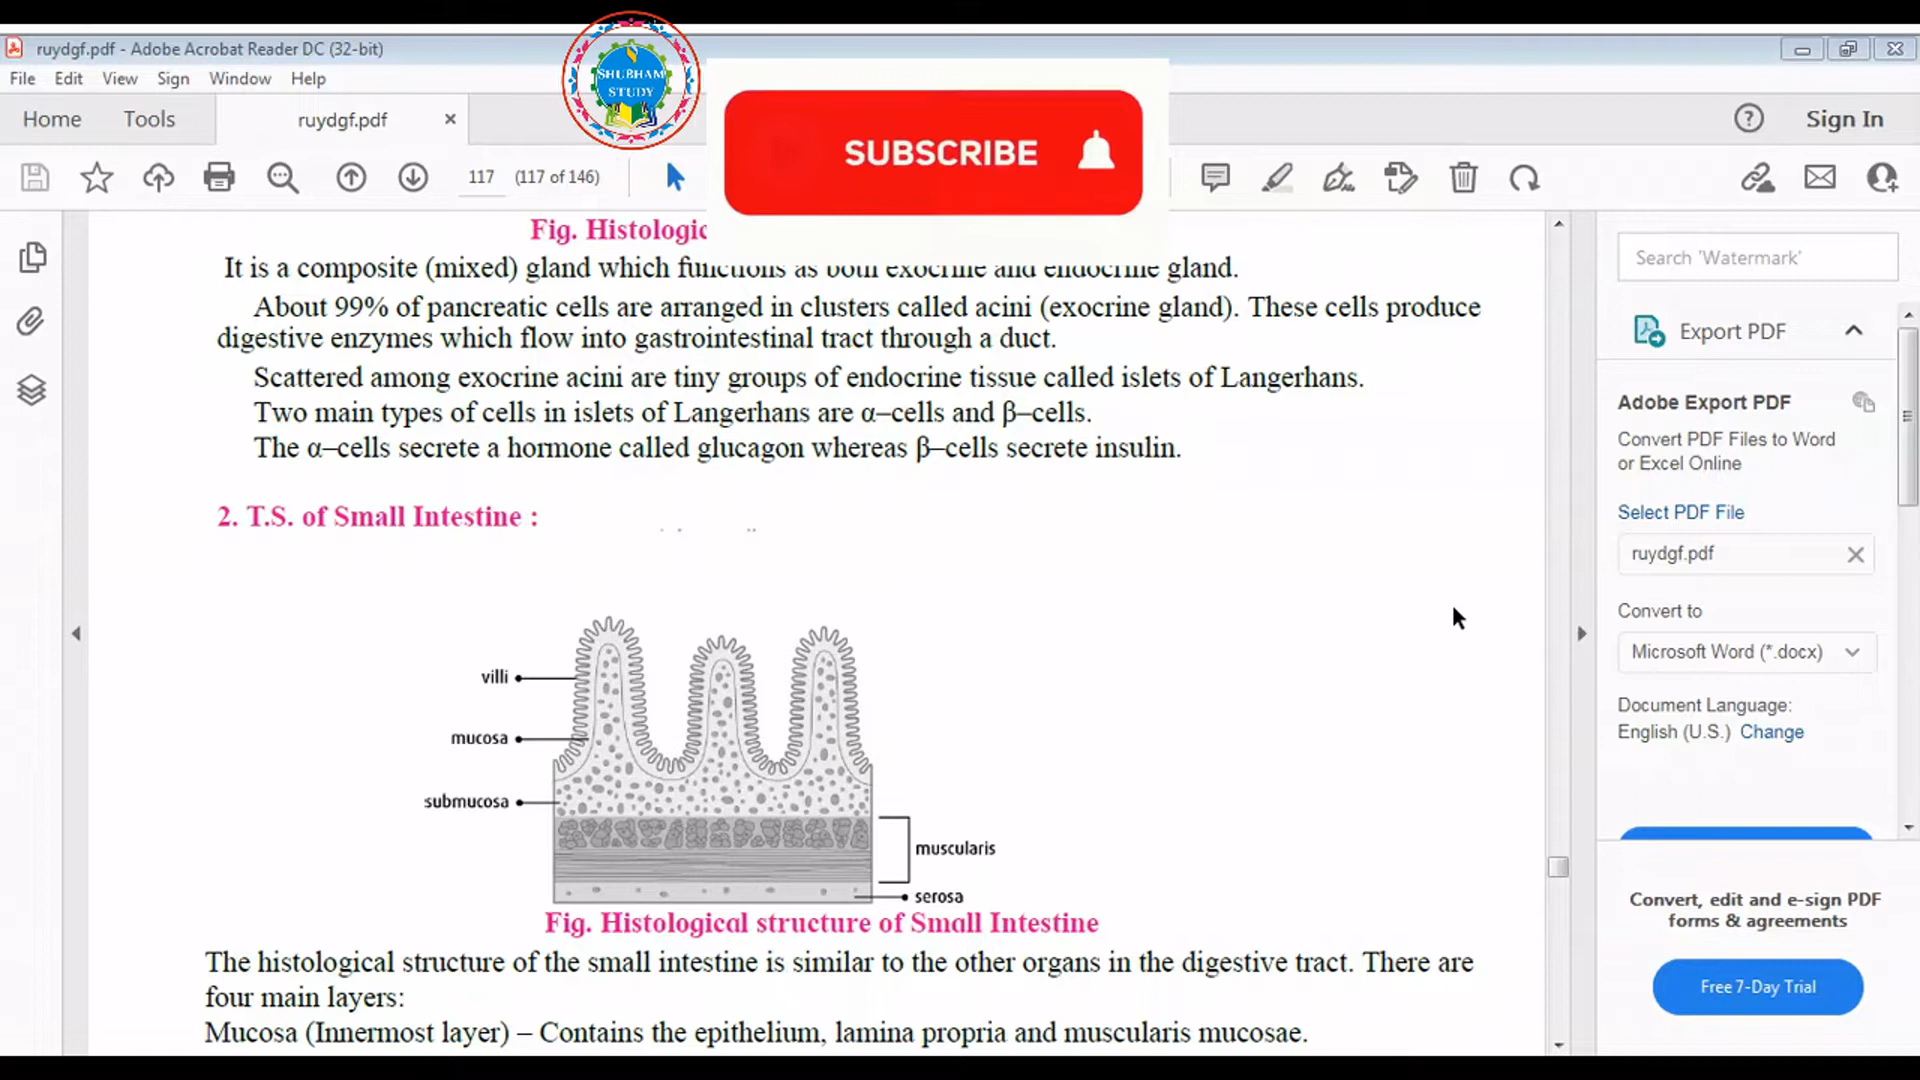 ruydgf.pdf - Adobe Acrobat Reader DC (32-bit)
File Edit View Sign Window Help
SHUBHAM
STUDY
Home Tools ruydgf.pdf × ? Sign In
SUBSCRIBE
117 (117 of 146)
Fig. Histologic
It is a composite (mixed) gland which functions as both exocrine and endocrine gland.
About 99% of pancreatic cells are arranged in clusters called acini (exocrine gland). These cells produce
digestive enzymes which flow into gastrointestinal tract through a duct.
Scattered among exocrine acini are tiny groups of endocrine tissue called islets of Langerhans.
Two main types of cells in islets of Langerhans are α–cells and β–cells.
The α–cells secrete a hormone called glucagon whereas β–cells secrete insulin.
2. T.S. of Small Intestine :
villi
mucosa
submucosa
muscularis
serosa
Fig. Histological structure of Small Intestine
The histological structure of the small intestine is similar to the other organs in the digestive tract. There are
four main layers:
Mucosa (Innermost layer) – Contains the epithelium, lamina propria and muscularis mucosae.
Search 'Watermark'
Export PDF
Adobe Export PDF
Convert PDF Files to Word
or Excel Online
Select PDF File
ruydgf.pdf
Convert to
Microsoft Word (*.docx)
Document Language:
English (U.S.) Change
Convert, edit and e-sign PDF
forms & agreements
Free 7-Day Trial